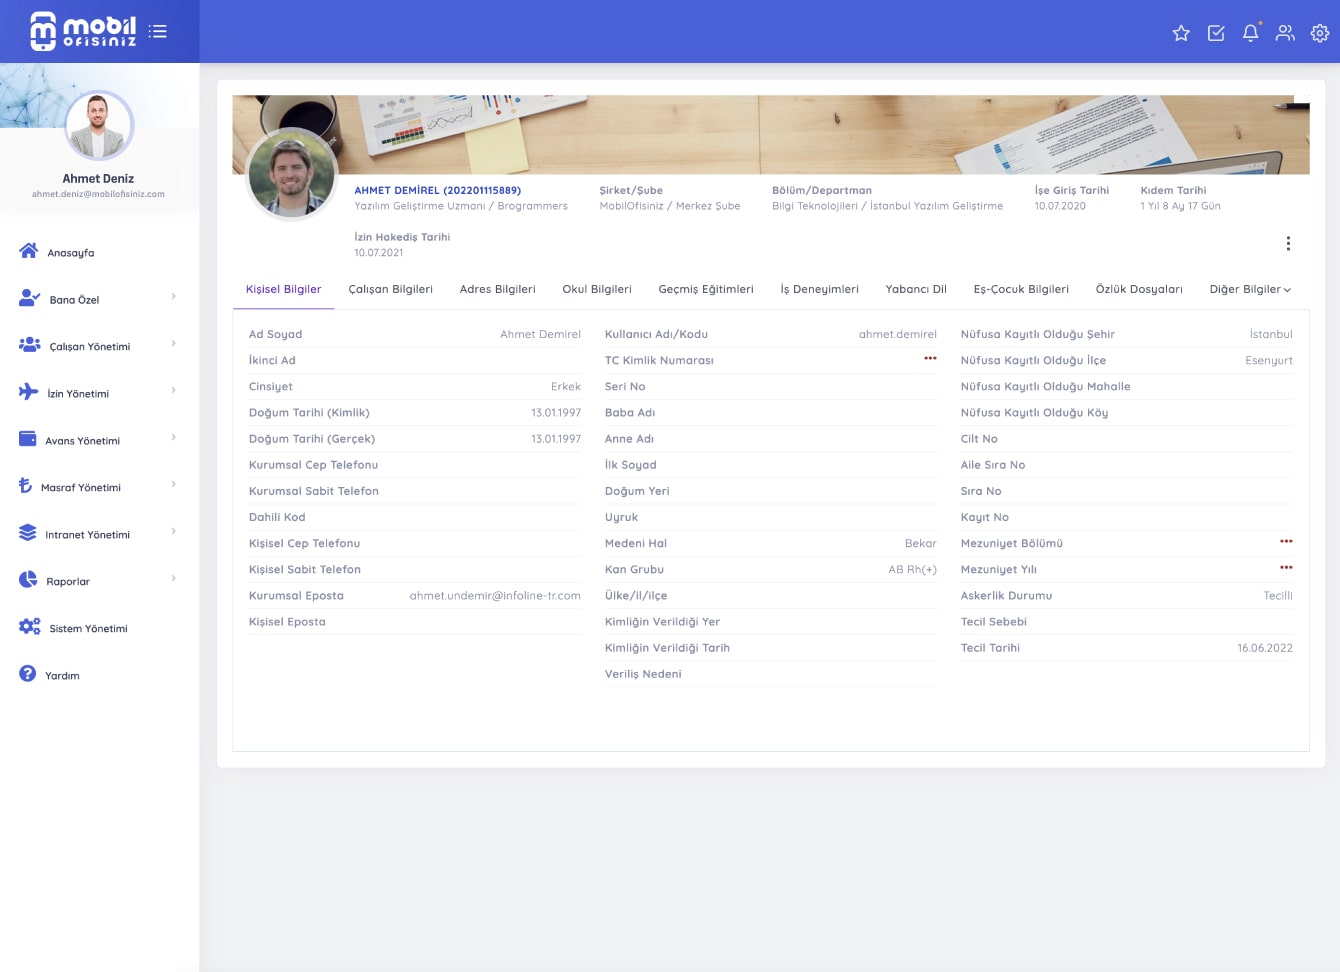 mobil
ofisiniz
Ahmet Deniz
ahmet.deniz@mobilofisiniz.com
Anasayfa
Bana Özel
Çalışan Yönetimi
İzin Yönetimi
Avans Yönetimi
Masraf Yönetimi
Intranet Yönetimi
Raporlar
Sistem Yönetimi
Yardım
AHMET DEMİREL (202201115889)
Yazılım Geliştirme Uzmanı / Brogrammers
Şirket/Şube
MobilOfisiniz / Merkez Şube
Bölüm/Departman
Bilgi Teknolojileri / İstanbul Yazılım Geliştirme
İşe Giriş Tarihi
10.07.2020
Kıdem Tarihi
1 Yıl 8 Ay 17 Gün
İzin Hakediş Tarihi
10.07.2021
Kişisel Bilgiler Çalışan Bilgileri Adres Bilgileri Okul Bilgileri Geçmiş Eğitimleri İş Deneyimleri Yabancı Dil Eş-Çocuk Bilgileri Özlük Dosyaları Diğer Bilgiler
Ad Soyad Ahmet Demirel
İkinci Ad
Cinsiyet Erkek
Doğum Tarihi (Kimlik) 13.01.1997
Doğum Tarihi (Gerçek) 13.01.1997
Kurumsal Cep Telefonu
Kurumsal Sabit Telefon
Dahili Kod
Kişisel Cep Telefonu
Kişisel Sabit Telefon
Kurumsal Eposta ahmet.undemir@infoline-tr.com
Kişisel Eposta
Kullanıcı Adı/Kodu ahmet.demirel
TC Kimlik Numarası ***
Seri No
Baba Adı
Anne Adı
İlk Soyad
Doğum Yeri
Uyruk
Medeni Hal Bekar
Kan Grubu AB Rh(+)
Ülke/il/ilçe
Kimliğin Verildiği Yer
Kimliğin Verildiği Tarih
Veriliş Nedeni
Nüfusa Kayıtlı Olduğu Şehir İstanbul
Nüfusa Kayıtlı Olduğu İlçe Esenyurt
Nüfusa Kayıtlı Olduğu Mahalle
Nüfusa Kayıtlı Olduğu Köy
Cilt No
Aile Sıra No
Sıra No
Kayıt No
Mezuniyet Bölümü ***
Mezuniyet Yılı ***
Askerlik Durumu Tecilli
Tecil Sebebi
Tecil Tarihi 16.06.2022